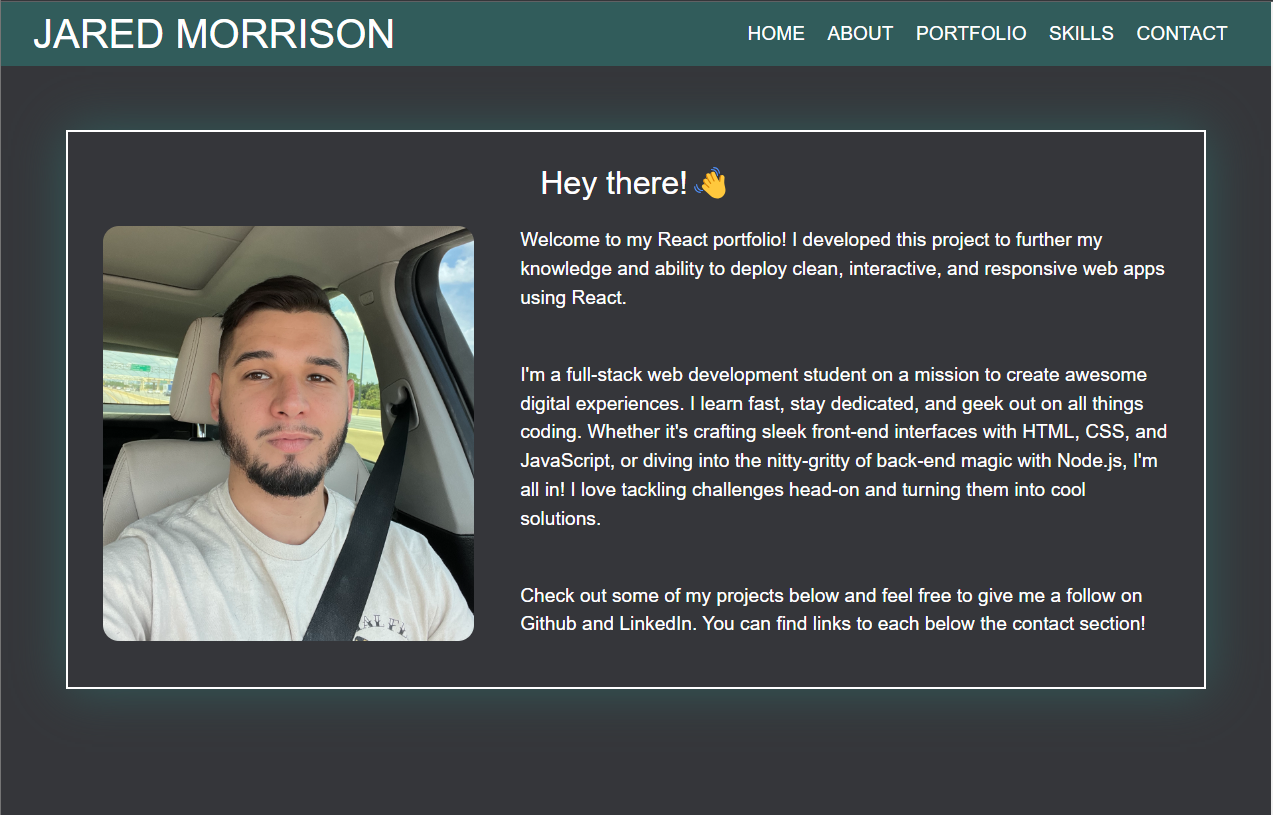 JARED MORRISON
HOME ABOUT PORTFOLIO SKILLS CONTACT
Hey there! 👋
Welcome to my React portfolio! I developed this project to further my
knowledge and ability to deploy clean, interactive, and responsive web apps
using React.
I'm a full-stack web development student on a mission to create awesome
digital experiences. I learn fast, stay dedicated, and geek out on all things
coding. Whether it's crafting sleek front-end interfaces with HTML, CSS, and
JavaScript, or diving into the nitty-gritty of back-end magic with Node.js, I'm
all in! I love tackling challenges head-on and turning them into cool
solutions.
Check out some of my projects below and feel free to give me a follow on
Github and LinkedIn. You can find links to each below the contact section!